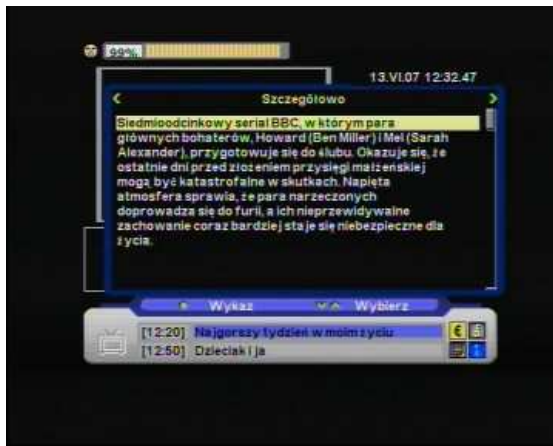 99%
13.VI.07 12:32.47
Szczegółowo
Siedmioodcinkowy serial BBC, w którym para
głównych bohaterów, Howard (Ben Miller) i Mel (Sarah
Alexander), przygotowuje się do ślubu. Okazuje się, że
ostatnie dni przed złożeniem przysięgi małżeńskiej
mogą być katastrofalne w skutkach. Napięta
atmosfera sprawia, że para narzeczonych
doprowadza się do furii, a ich nieprzewidywalne
zachowanie coraz bardziej staje się niebezpieczne dla
życia.
Wykaz Wybierz
[12:20] Najgorszy tydzień w moim życiu
[12:50] Dzieciak i ja